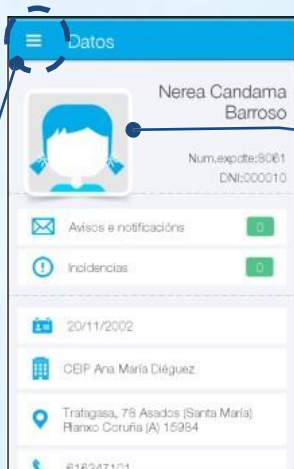 Datos
Nerea Candama
Barroso
Num.expdte:8061
DNI:000010
Avisos e notificacións
0
Incidencias
0
20/11/2002
CEIP Ana María Diéguez
Trafagasa, 78 Asados (Santa María)
Rianxo Coruña (A) 15984
616347101